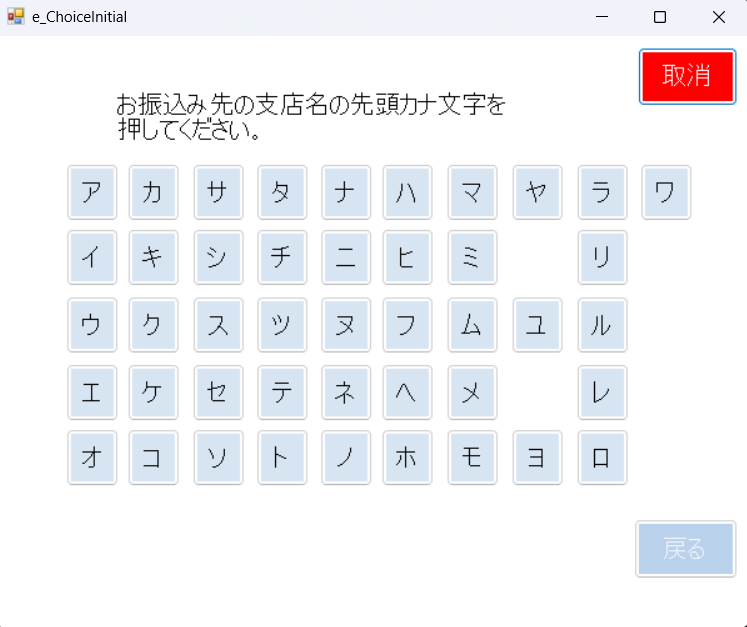 e_ChoiceInitial
取消
お振込み先の支店名の先頭カナ文字を
押してください。
ア カ サ タ ナ ハ マ ヤ ラ ワ
イ キ シ チ ニ ヒ ミ リ
ウ ク ス ツ ヌ フ ム ユ ル
エ ケ セ テ ネ ヘ メ レ
オ コ ソ ト ノ ホ モ ヨ ロ
戻る